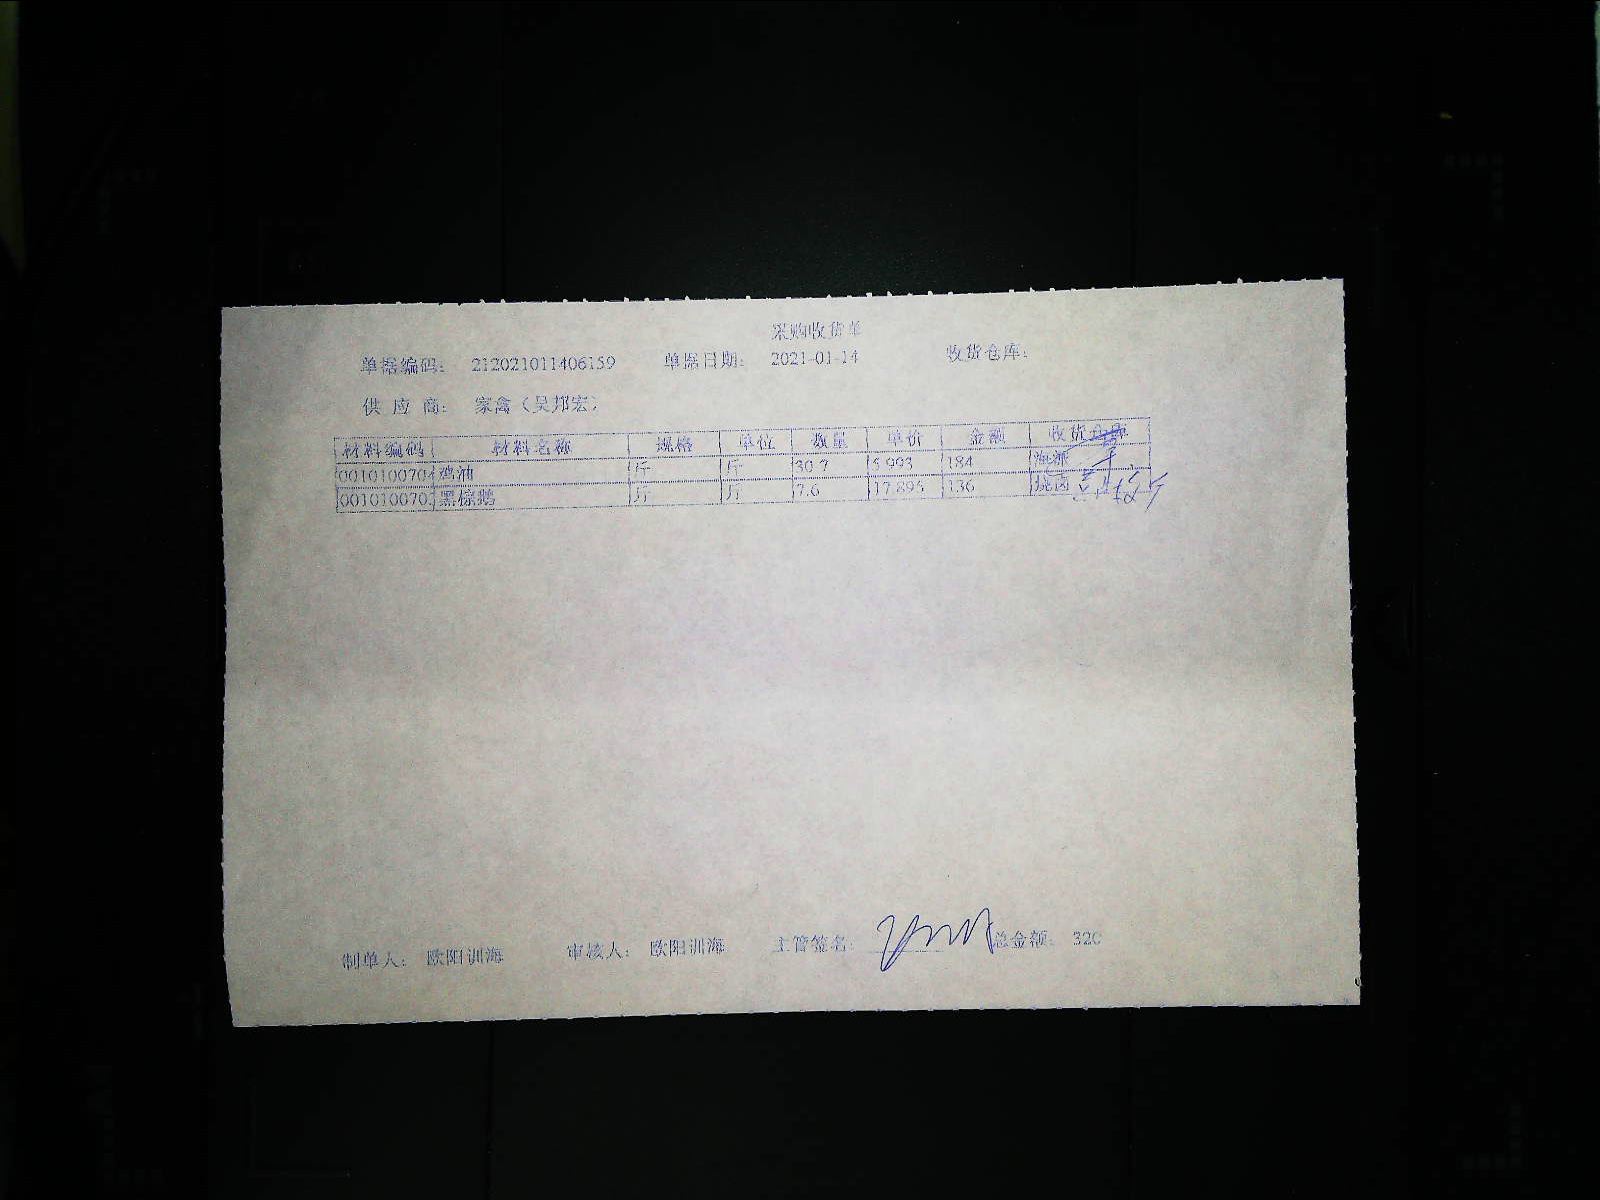 采购收货单
单据编码： 212021011406159 单据日期： 2021-01-14 收货仓库：
供 应 商： 家禽（吴邦宏）
材料编码 材料名称 规格 单位 数量 单价 金额 收货仓库
0010100704 鸡油 斤 斤 30.7 5.993 184 海派
001010070 黑棕鹅 斤 斤 7.6 17.895 136 烧卤
制单人： 欧阳训海 审核人： 欧阳训海 主管签名： 总金额： 320